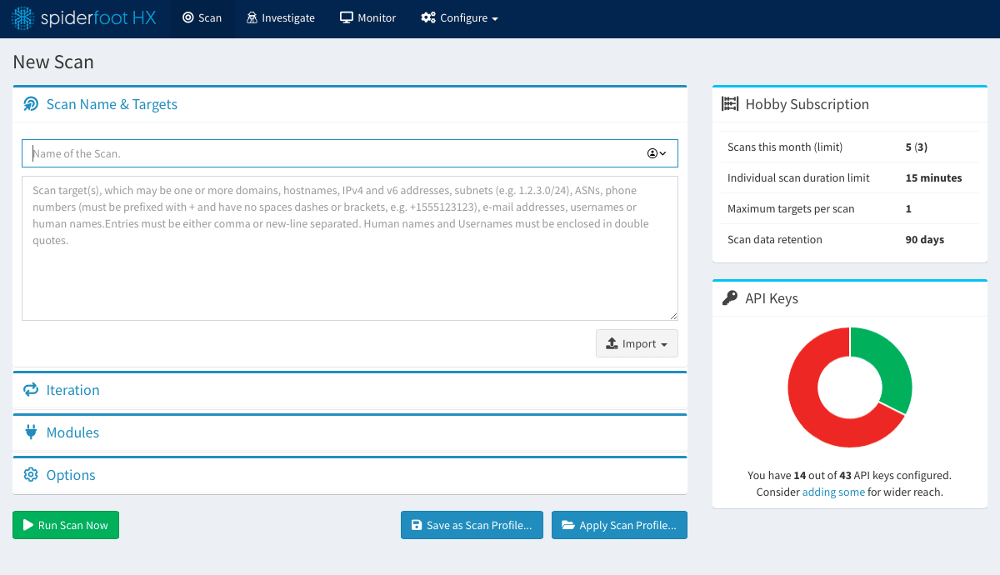 spiderfoot HX
Scan
Investigate
Monitor
Configure
New Scan
Scan Name & Targets
Name of the Scan.
Scan target(s), which may be one or more domains, hostnames, IPv4 and v6 addresses, subnets (e.g. 1.2.3.0/24), ASNs, phone
numbers (must be prefixed with + and have no spaces dashes or brackets, e.g. +1555123123), e-mail addresses, usernames or
human names.Entries must be either comma or new-line separated. Human names and Usernames must be enclosed in double
quotes.
Import
Iteration
Modules
Options
Run Scan Now
Save as Scan Profile...
Apply Scan Profile...
Hobby Subscription
Scans this month (limit) 5 (3)
Individual scan duration limit 15 minutes
Maximum targets per scan 1
Scan data retention 90 days
API Keys
You have 14 out of 43 API keys configured.
Consider adding some for wider reach.